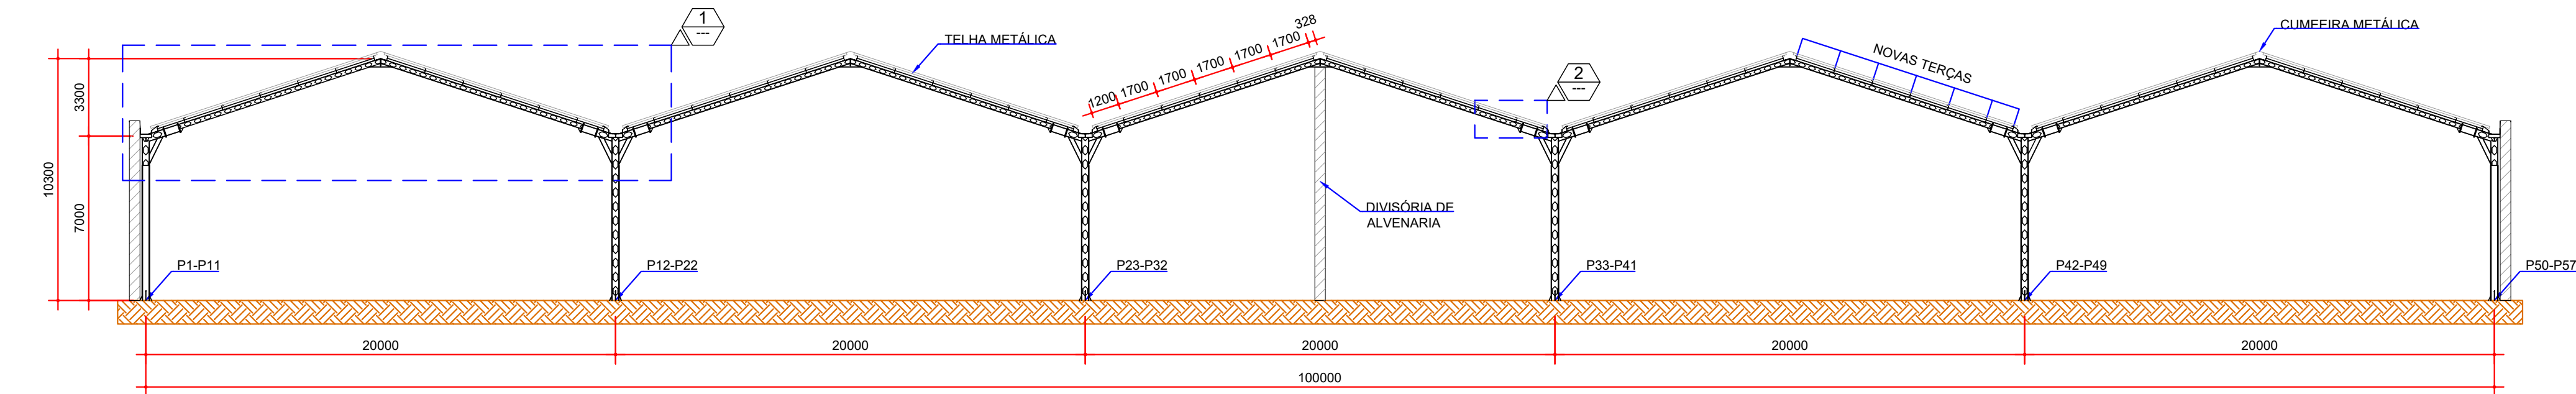 1
---
328
CUMEEIRA METÁLICA
TELHA METÁLICA
1700
1700
1700
1700
1700
1200
NOVAS TERÇAS
2
---
3300
10300
7000
DIVISÓRIA DE
ALVENARIA
P1-P11
P12-P22
P23-P32
P33-P41
P42-P49
P50-P57
20000
20000
20000
20000
20000
100000